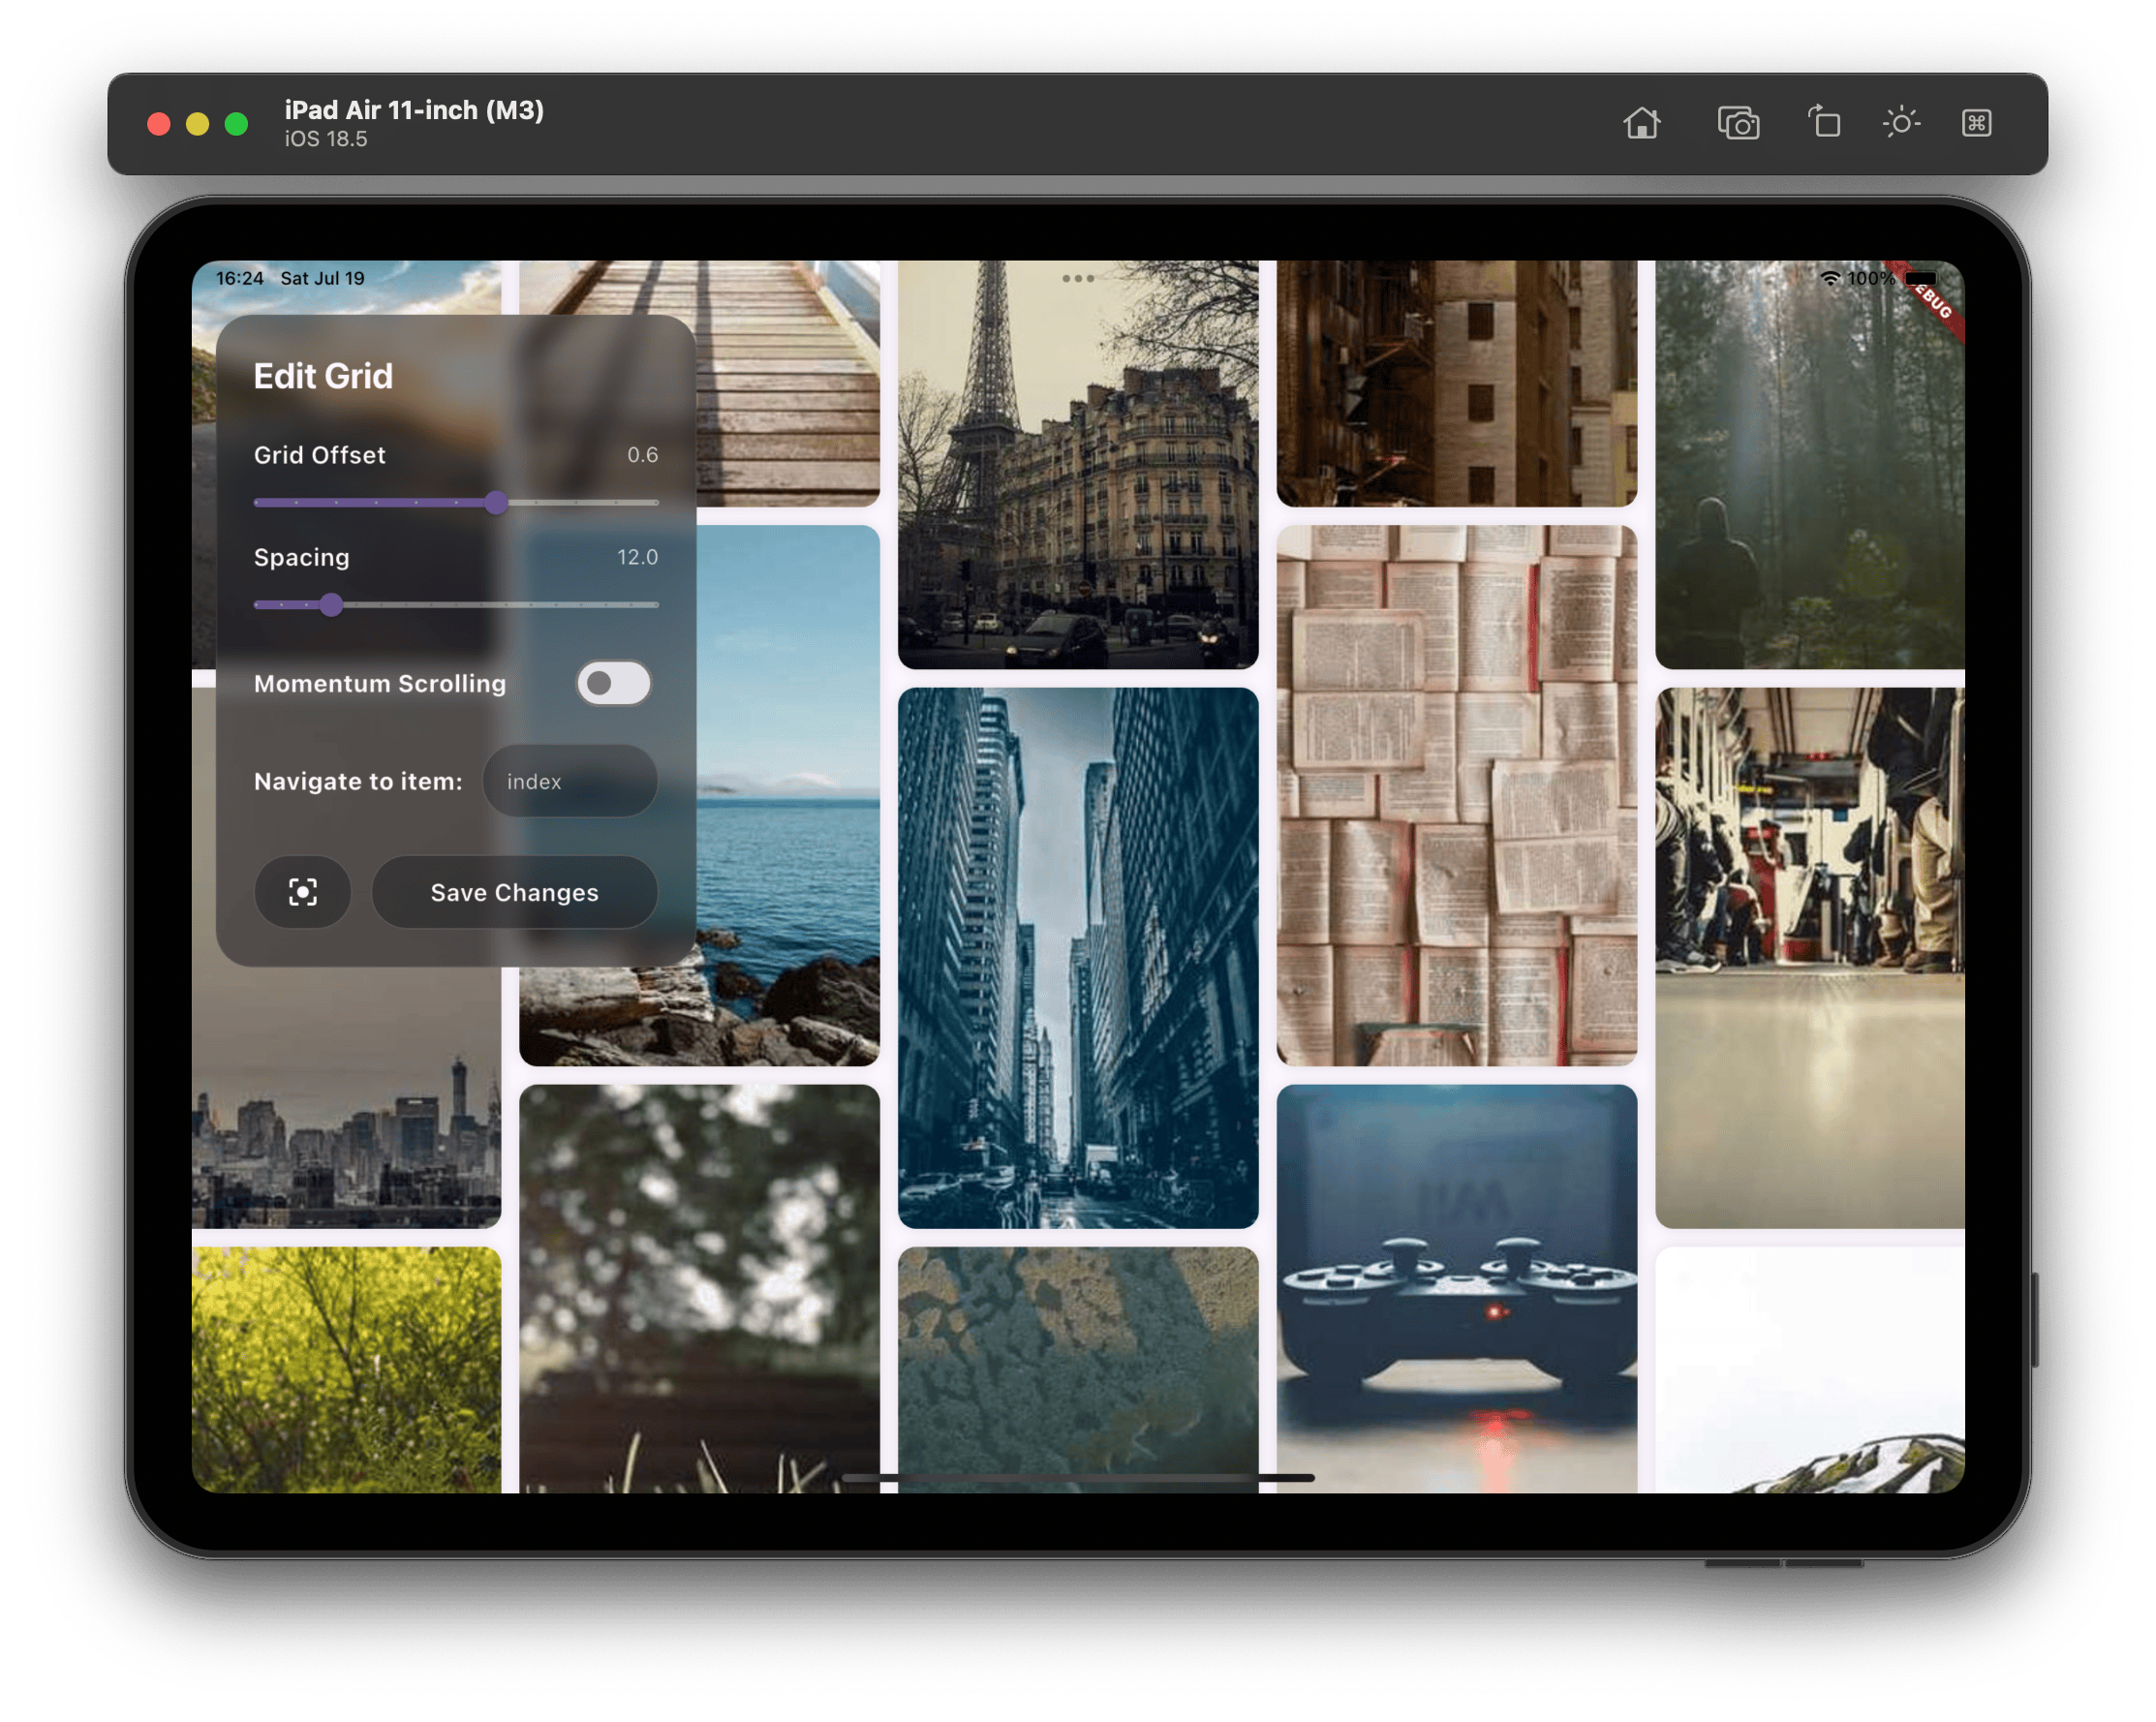 iPad Air 11-inch (M3)
iOS 18.5
16:24 Sat Jul 19
100%
EBUG
Edit Grid
Grid Offset 0.6
Spacing 12.0
Momentum Scrolling
Navigate to item: index
Save Changes